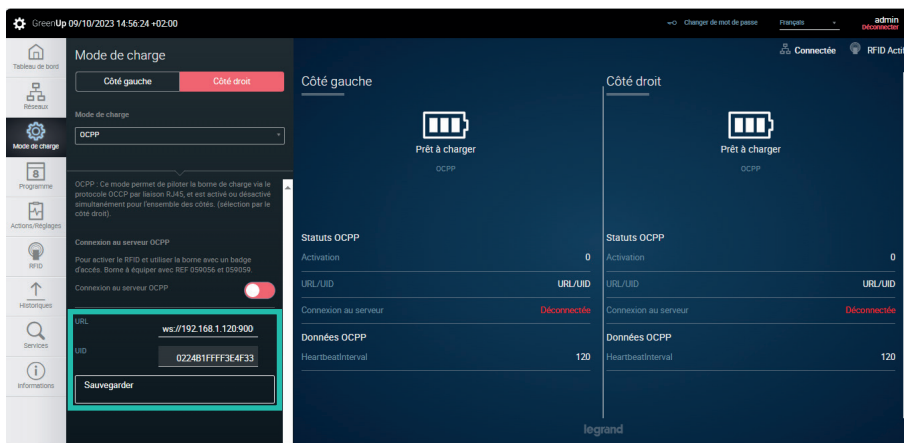 GreenUp 09/10/2023 14:56:24 +02:00
Changer de mot de passe
Français
admin
Déconnecter
Tableau de bord
Réseaux
Mode de charge
8
Programme
Actions/Réglages
RFID
Historiques
Services
Informations
Mode de charge
Côté gauche
Côté droit
Mode de charge
OCPP
OCPP : Ce mode permet de piloter la borne de charge via le
protocole OCCP par liaison RJ45, et est activé ou désactivé
simultanément pour l'ensemble des côtés. (sélection par le
côté droit).
Connexion au serveur OCPP
Pour activer le RFID et utiliser la borne avec un badge
d'accès. Borne à équiper avec REF 059056 et 059059.
Connexion au serveur OCPP
URL
ws://192.168.1.120:900
UID
0224B1FFFF3E4F33
Sauvegarder
Connectée
RFID Acti
Côté gauche
Prêt à charger
OCPP
Statuts OCPP
Activation 0
URL/UID URL/UID
Connexion au serveur Déconnectée
Données OCPP
HeartbeatInterval 120
Côté droit
Prêt à charger
OCPP
Statuts OCPP
Activation 0
URL/UID URL/UID
Connexion au serveur Déconnectée
Données OCPP
HeartbeatInterval 120
legrand